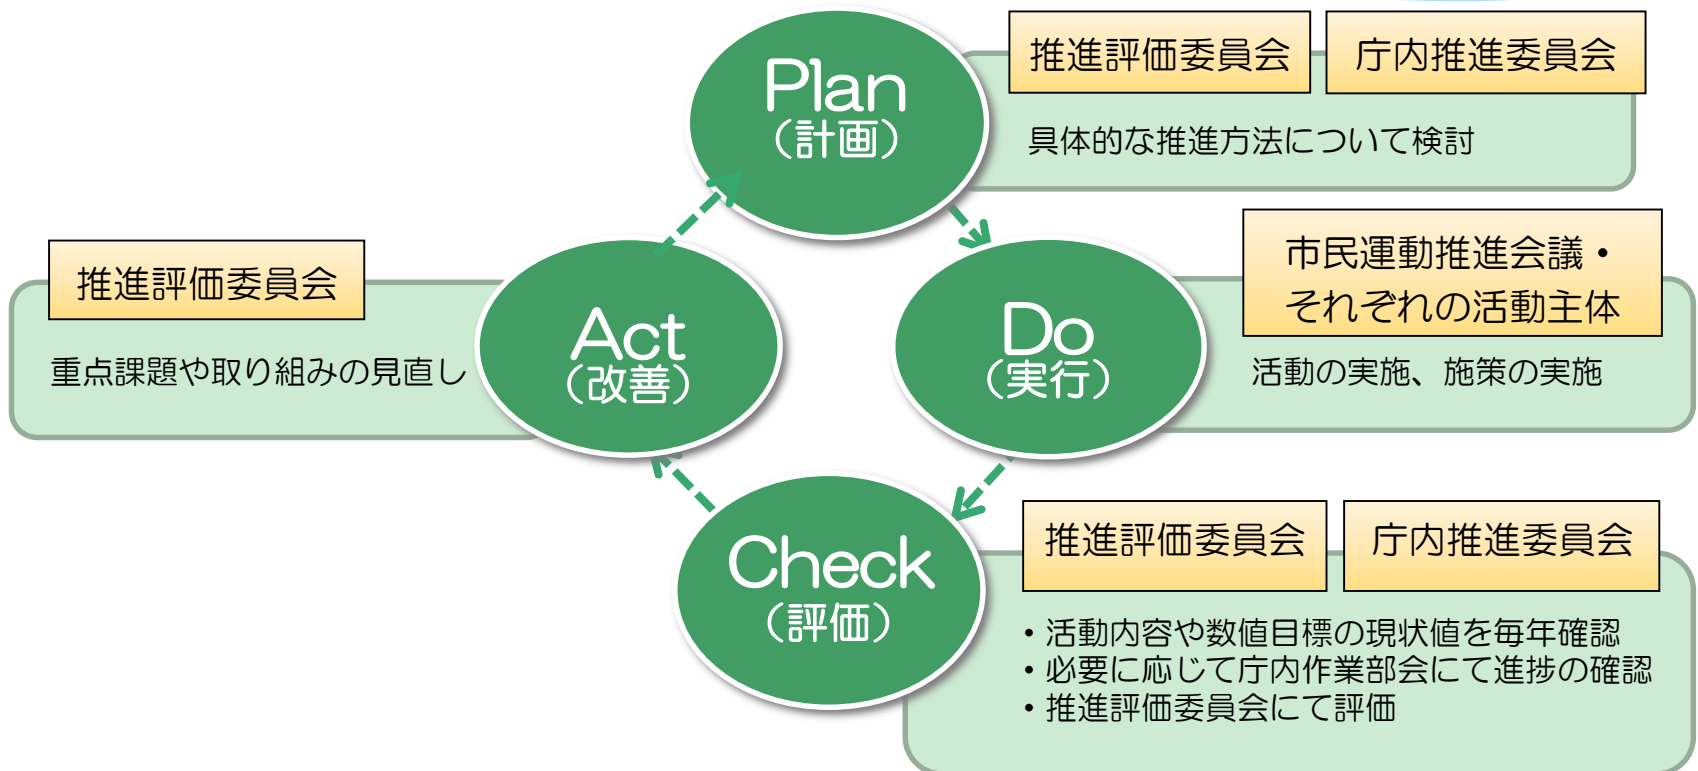 Plan
（計画）
推進評価委員会
庁内推進委員会
具体的な推進方法について検討
Do
（実行）
市民運動推進会議・
それぞれの活動主体
活動の実施、施策の実施
Check
（評価）
推進評価委員会
庁内推進委員会
・活動内容や数値目標の現状値を毎年確認
・必要に応じて庁内作業部会にて進捗の確認
・推進評価委員会にて評価
Act
（改善）
推進評価委員会
重点課題や取り組みの見直し